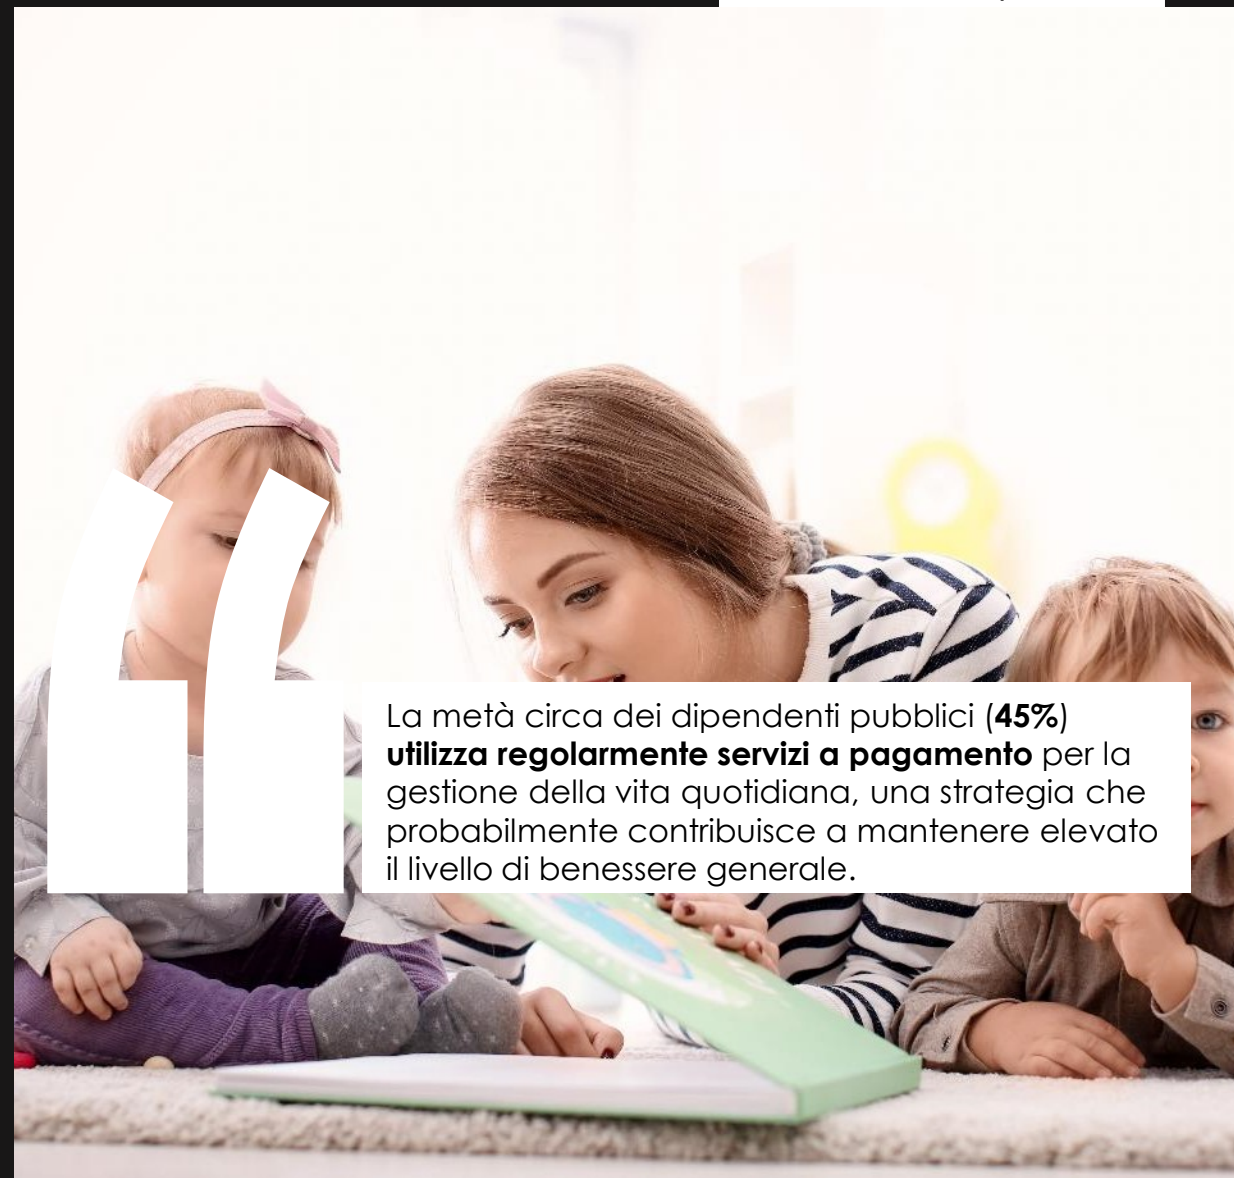 La metà circa dei dipendenti pubblici (45%)
utilizza regolarmente servizi a pagamento per la
gestione della vita quotidiana, una strategia che
probabilmente contribuisce a mantenere elevato
il livello di benessere generale.